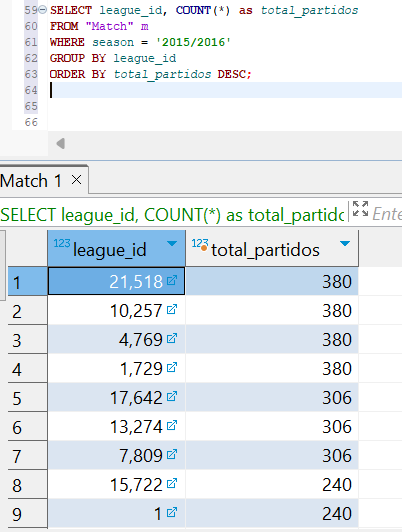 59 SELECT league_id, COUNT(*) as total_partidos
60 FROM "Match" m
61 WHERE season = '2015/2016'
62 GROUP BY league_id
63 ORDER BY total_partidos DESC;
64
65
66
Match 1
SELECT league_id, COUNT(*) as total_partido Ente
123 league_id 123 total_partidos
1 21,518 380
2 10,257 380
3 4,769 380
4 1,729 380
5 17,642 306
6 13,274 306
7 7,809 306
8 15,722 240
9 1 240